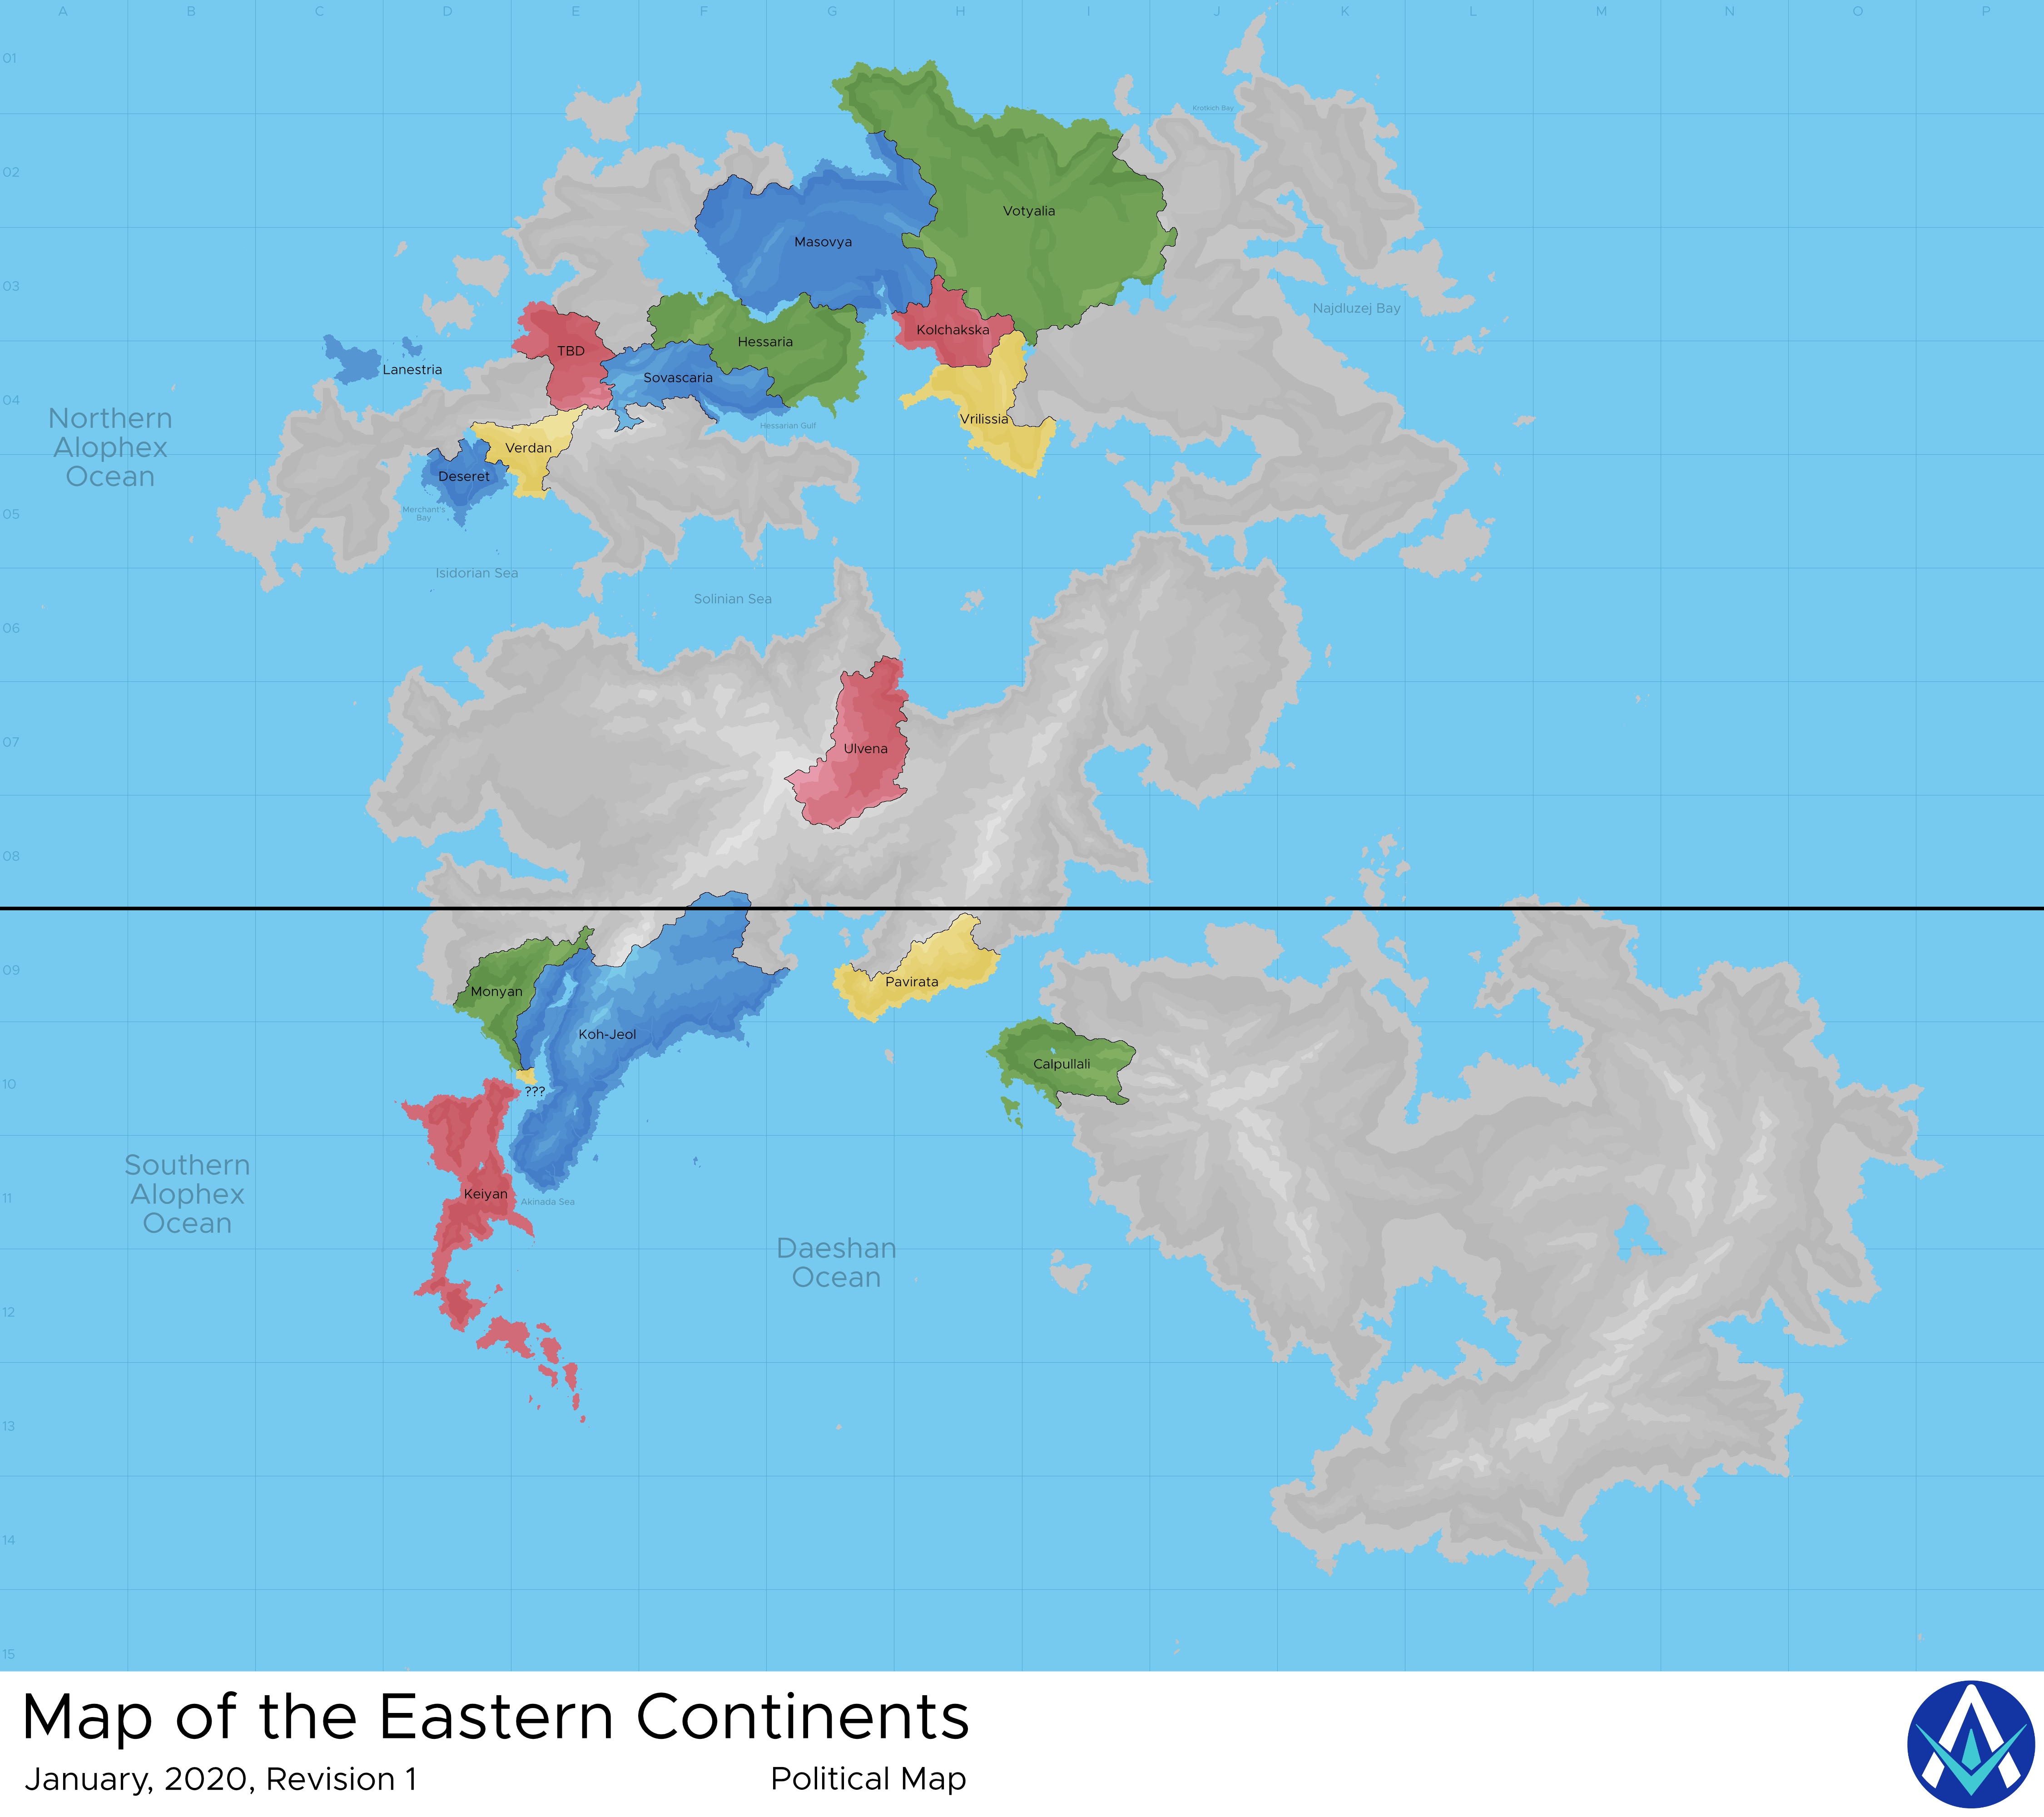 A B C D E F G H I J K L M N O P
01
Krotkich Bay
02
Votyalia
Masovya
03
Najdluzej Bay
Kolchakska
Hessaria
TBD
Lanestria
Sovascaria
04
Northern
Alophex
Ocean
Vrilissia
Hessarian Gulf
Verdan
Deseret
Merchant's
Bay
05
Isidorian Sea
Solinian Sea
06
07
Ulvena
08
09
Pavirata
Monyan
Koh-Jeol
Calpullali
10
???
Southern
Alophex
Ocean
11
Keiyan
Akinada Sea
Daeshan
Ocean
12
13
14
15
Map of the Eastern Continents
January, 2020, Revision 1
Political Map